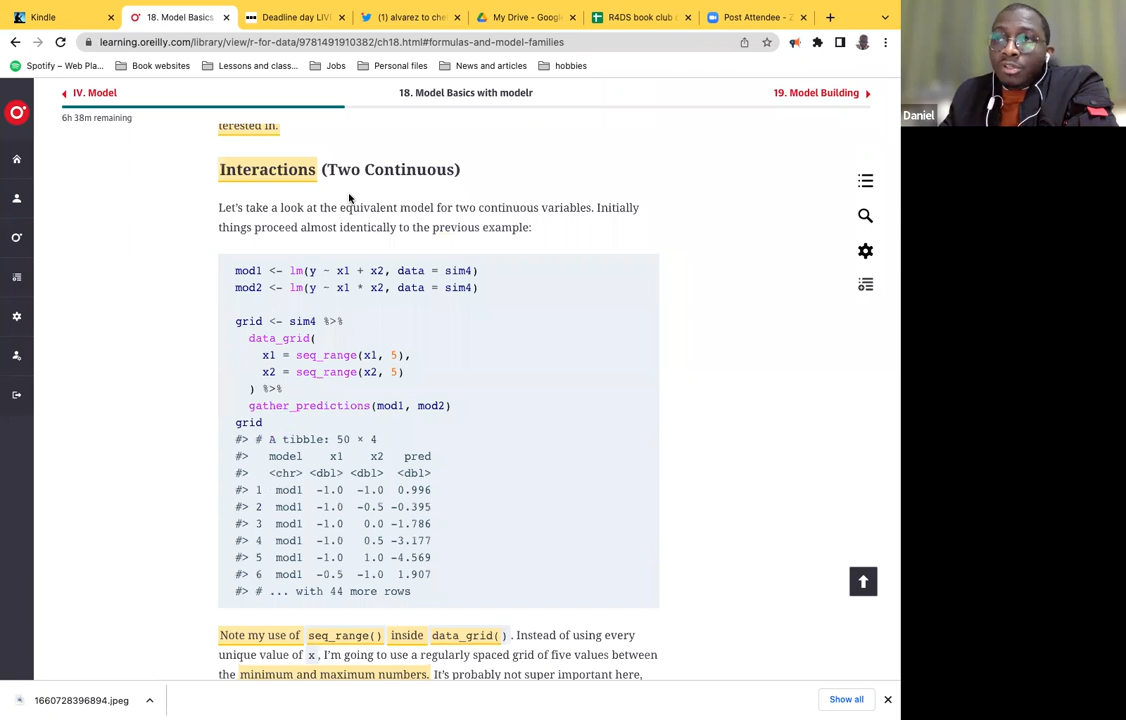 Kindle
18. Model Basics
Deadline day LIVE
alvarez to che
My Drive - Google
R4DS book club
Post Attendee - Z
learning.oreilly.com/library/view/r-for-data/9781491910382/ch18.html#formulas-and-model-families
Spotify – Web Pla...
Book websites
Lessons and class...
Jobs
Personal files
News and articles
hobbies
IV. Model
18. Model Basics with modelr
19. Model Building
6h 38m remaining
Daniel
terested in.
Interactions (Two Continuous)
Let’s take a look at the equivalent model for two continuous variables. Initially
things proceed almost identically to the previous example:
mod1 <- lm(y ~ x1 + x2, data = sim4)
mod2 <- lm(y ~ x1 * x2, data = sim4)
grid <- sim4 %>%
data_grid(
x1 = seq_range(x1, 5),
x2 = seq_range(x2, 5)
) %>%
gather_predictions(mod1, mod2)
grid
#> # A tibble: 50 × 4
#> model x1 x2 pred
#> <chr> <dbl> <dbl> <dbl>
#> 1 mod1 -1.0 -1.0 0.996
#> 2 mod1 -1.0 -0.5 -0.395
#> 3 mod1 -1.0 0.0 -1.786
#> 4 mod1 -1.0 0.5 -3.177
#> 5 mod1 -1.0 1.0 -4.569
#> 6 mod1 -0.5 -1.0 1.907
#> # ... with 44 more rows
Note my use of seq_range() inside data_grid(). Instead of using every
unique value of x, I’m going to use a regularly spaced grid of five values between
the minimum and maximum numbers. It’s probably not super important here,
1660728396894.jpeg
Show all